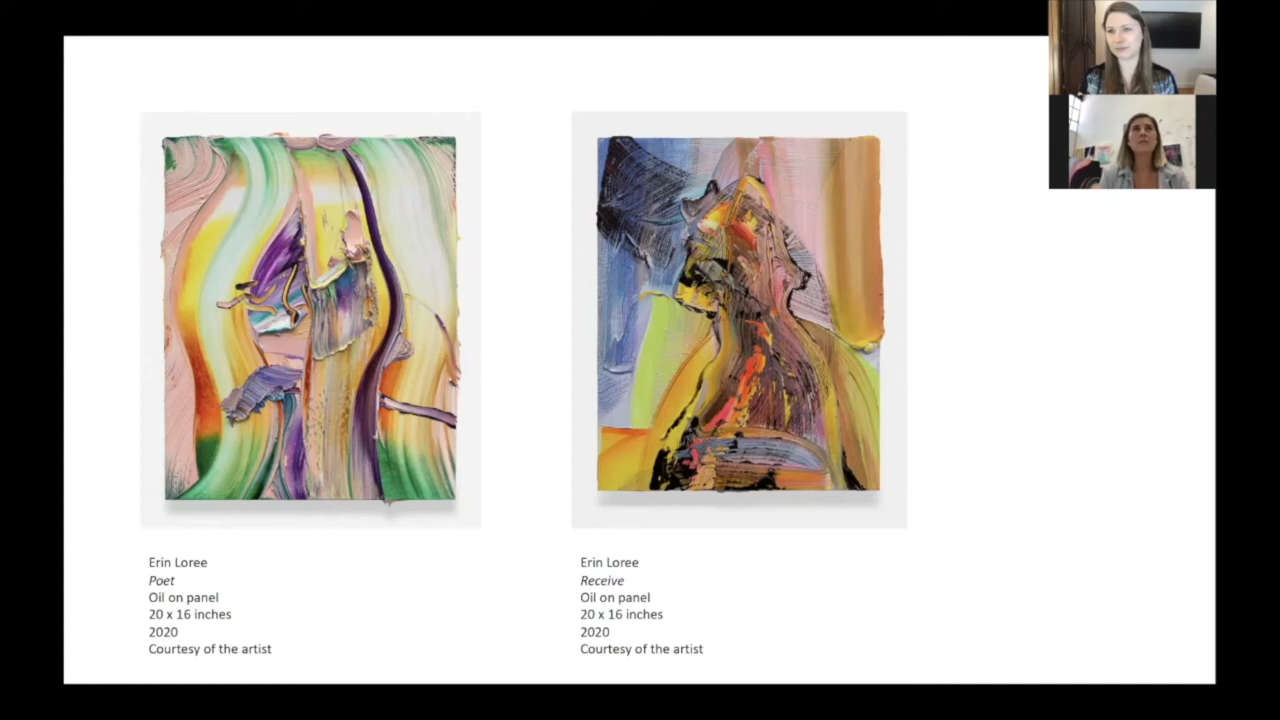 Erin Loree
Poet
Oil on panel
20 x 16 inches
2020
Courtesy of the artist
Erin Loree
Receive
Oil on panel
20 x 16 inches
2020
Courtesy of the artist